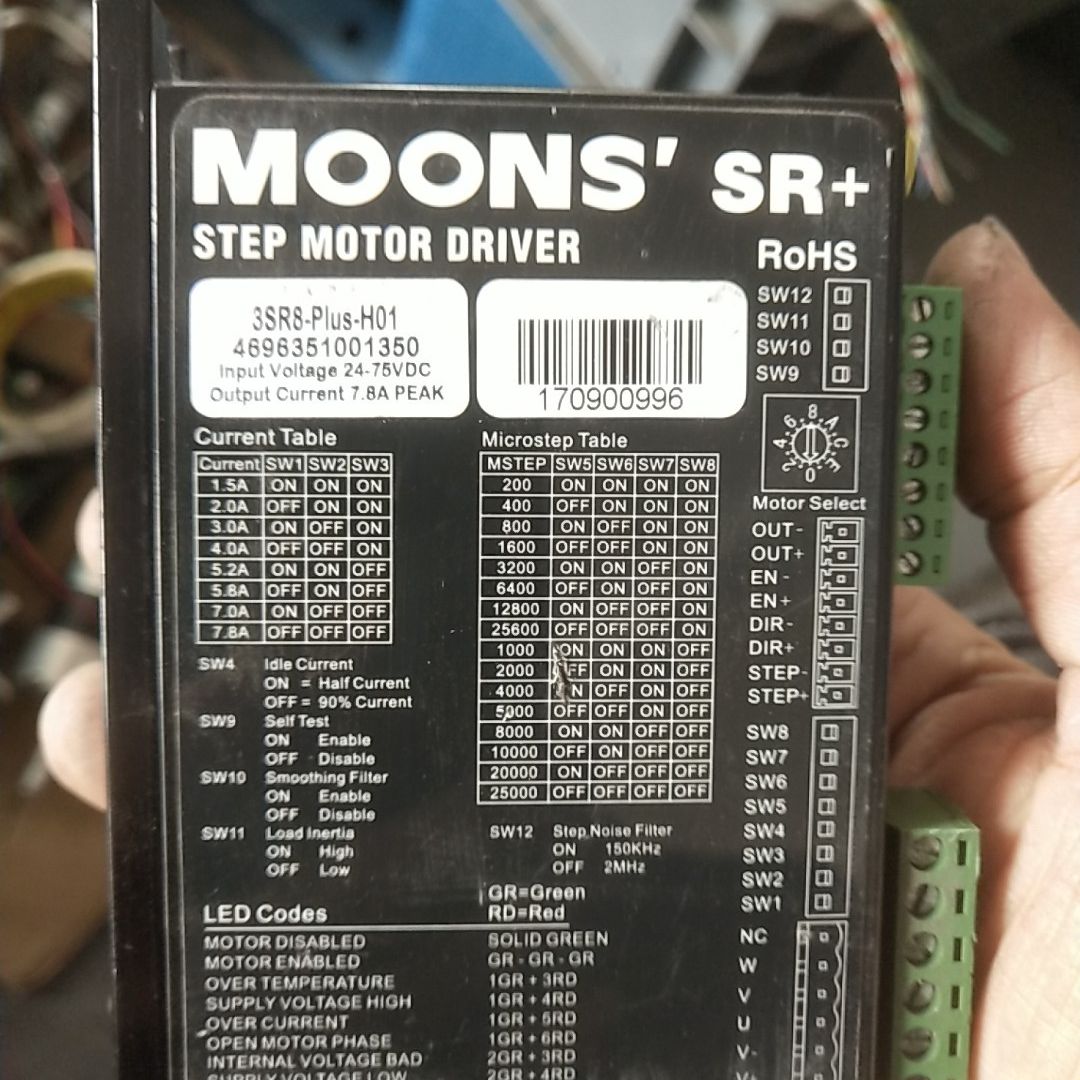 MOONS' SR+
STEP MOTOR DRIVER
RoHS
3SR8-Plus-H01
4696351001350
Input Voltage 24-75VDC
Output Current 7.8A PEAK
170900996
SW12
SW11
SW10
SW9
0 2 4 6 8 A C E
Motor Select
Current Table
Current SW1 SW2 SW3
1.5A ON ON ON
2.0A OFF ON ON
3.0A ON OFF ON
4.0A OFF OFF ON
5.2A ON ON OFF
5.8A OFF ON OFF
7.0A ON OFF OFF
7.8A OFF OFF OFF
SW4 Idle Current
ON = Half Current
OFF = 90% Current
SW9 Self Test
ON Enable
OFF Disable
SW10 Smoothing Filter
ON Enable
OFF Disable
SW11 Load Inertia
ON High
OFF Low
Microstep Table
MSTEP SW5 SW6 SW7 SW8
200 ON ON ON ON
400 OFF ON ON ON
800 ON OFF ON ON
1600 OFF OFF ON ON
3200 ON ON OFF ON
6400 OFF ON OFF ON
12800 ON OFF OFF ON
25600 OFF OFF OFF ON
1000 ON ON ON OFF
2000 OFF ON ON OFF
4000 ON OFF ON OFF
5000 OFF OFF ON OFF
8000 ON ON OFF OFF
10000 OFF ON OFF OFF
20000 ON OFF OFF OFF
25000 OFF OFF OFF OFF
SW12 Step Noise Filter
ON 150KHz
OFF 2MHz
GR=Green
RD=Red
LED Codes
MOTOR DISABLED SOLID GREEN
MOTOR ENABLED GR - GR - GR
OVER TEMPERATURE 1GR + 3RD
SUPPLY VOLTAGE HIGH 1GR + 4RD
OVER CURRENT 1GR + 5RD
OPEN MOTOR PHASE 1GR + 6RD
INTERNAL VOLTAGE BAD 2GR + 3RD
SUPPLY VOLTAGE LOW 2GR + 4RD
OUT-
OUT+
EN -
EN+
DIR-
DIR+
STEP-
STEP+
SW8
SW7
SW6
SW5
SW4
SW3
SW2
SW1
NC
W
V
U
V-
V+